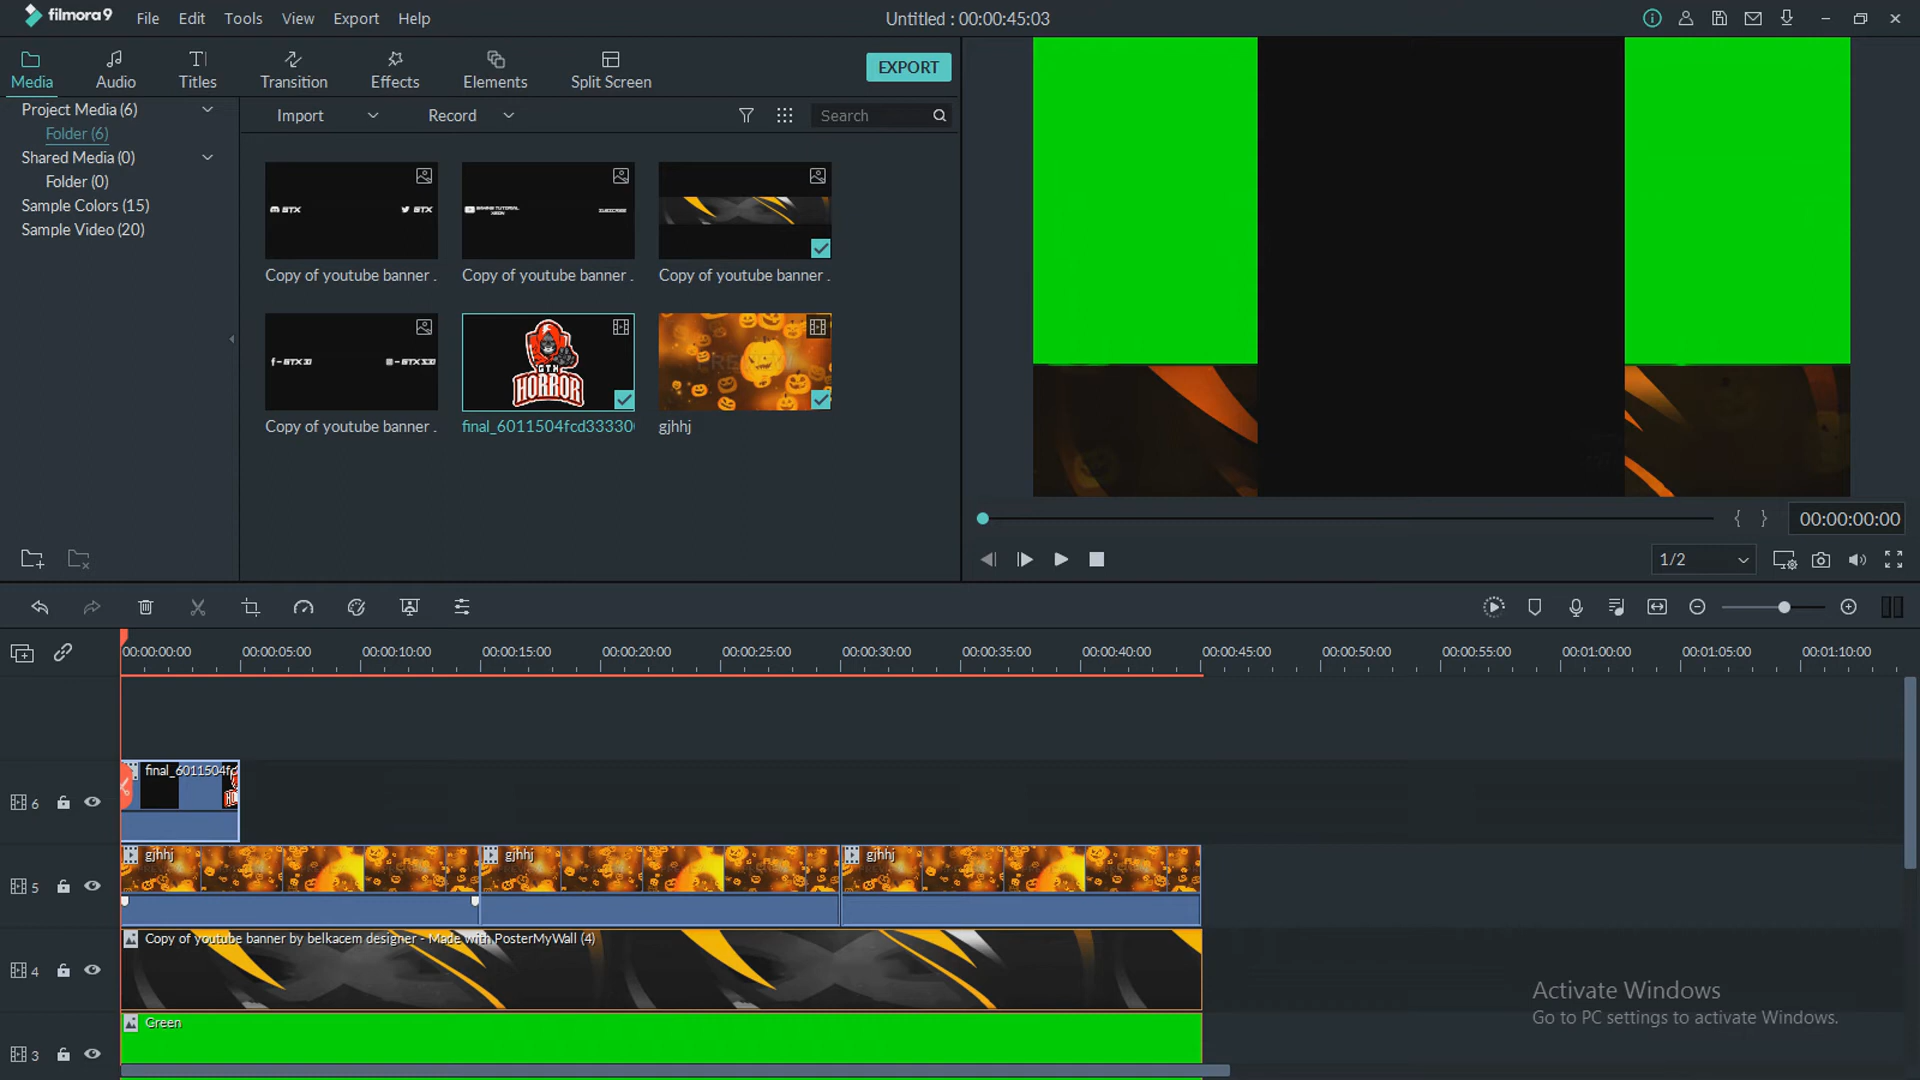 filmora9 File Edit Tools View Export Help Untitled : 00:00:45:03
Media Audio Titles Transition Effects Elements Split Screen EXPORT
Project Media (6)
Folder (6)
Shared Media (0)
Folder (0)
Sample Colors (15)
Sample Video (20)
Import Record Search
GTX GTX
GAMING TUTORIAL
SUBSCRIBE
Copy of youtube banner . Copy of youtube banner . Copy of youtube banner .
GTX
HORROR
Copy of youtube banner . final_6011504fcd33330 gjhhj
00:00:00:00
1/2
00:00:00:00 00:00:05:00 00:00:10:00 00:00:15:00 00:00:20:00 00:00:25:00 00:00:30:00 00:00:35:00 00:00:40:00 00:00:45:00 00:00:50:00 00:00:55:00 00:01:00:00 00:01:05:00 00:01:10:00
final_6011504fc
6
gjhhj gjhhj gjhhj
5
Copy of youtube banner by belkacem designer - Made with PosterMyWall (4)
4
Green
3
Activate Windows
Go to PC settings to activate Windows.